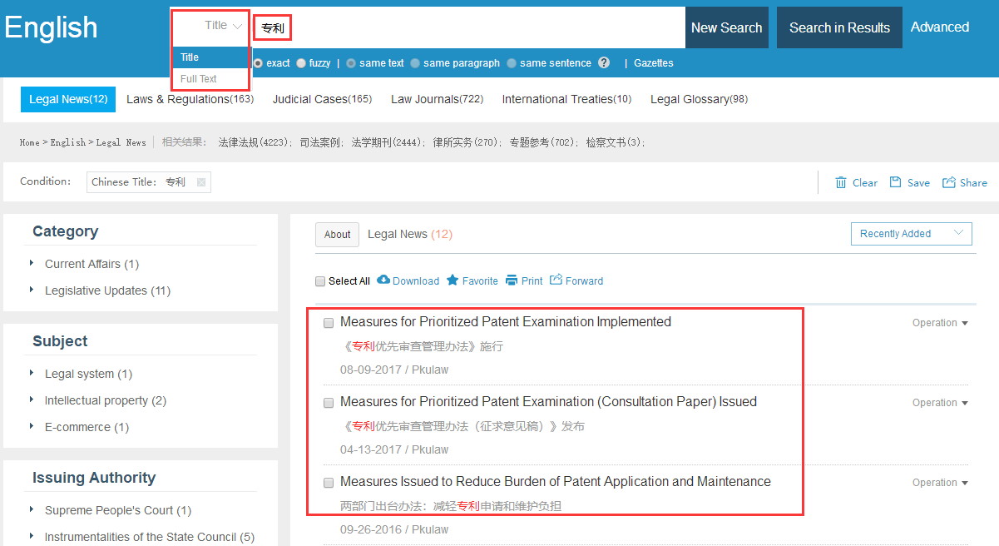 English
Title
专利
New Search
Search in Results
Advanced
Title
Full Text
exact fuzzy | same text same paragraph same sentence ? | Gazettes
Legal News(12) Laws & Regulations(163) Judicial Cases(165) Law Journals(722) International Treaties(10) Legal Glossary(98)
Home > English > Legal News 相关结果: 法律法规(4223); 司法案例; 法学期刊(2444); 律所实务(270); 专题参考(702); 检察文书(3);
Condition: Chinese Title: 专利
Clear Save Share
Category
Current Affairs (1)
Legislative Updates (11)
Subject
Legal system (1)
Intellectual property (2)
E-commerce (1)
Issuing Authority
Supreme People's Court (1)
Instrumentalities of the State Council (5)
About Legal News (12) Recently Added
Select All Download Favorite Print Forward
Measures for Prioritized Patent Examination Implemented Operation
《专利优先审查管理办法》施行
08-09-2017 / Pkulaw
Measures for Prioritized Patent Examination (Consultation Paper) Issued Operation
《专利优先审查管理办法（征求意见稿）》发布
04-13-2017 / Pkulaw
Measures Issued to Reduce Burden of Patent Application and Maintenance Operation
两部门出台办法：减轻专利申请和维护负担
09-26-2016 / Pkulaw